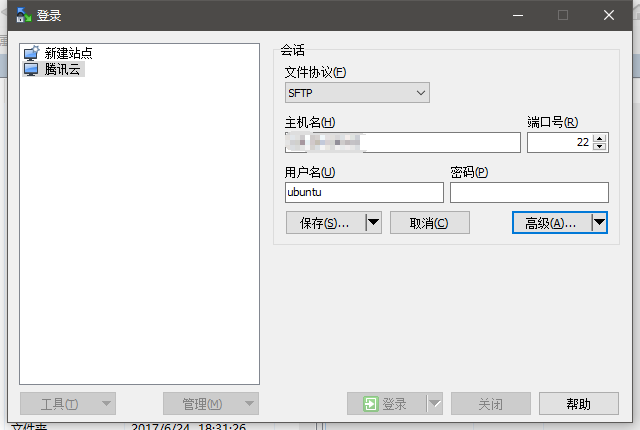 登录
新建站点
腾讯云
会话
文件协议(F)
SFTP
主机名(H)
端口号(R)
22
用户名(U)
密码(P)
ubuntu
保存(S)...
取消(C)
高级(A)...
工具(T)
管理(M)
登录
关闭
帮助
文件夹
2017/6/24 18:31:26